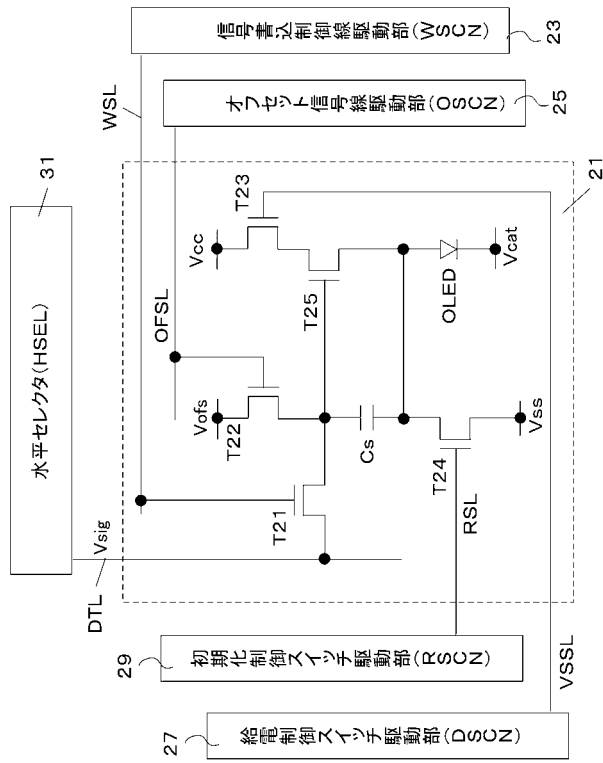 水平セレクタ(HSEL)
31
信号書込制御線駆動部(WSCN)
23
WSL
オフセット信号線駆動部(OSCN)
25
OFSL
DTL
Vsig
T21
T22
Vofs
Vcc
T23
T25
Cs
T24
RSL
Vss
OLED
Vcat
21
29
初期化制御スイッチ駆動部(RSCN)
VSSL
27
給電制御スイッチ駆動部(DSCN)